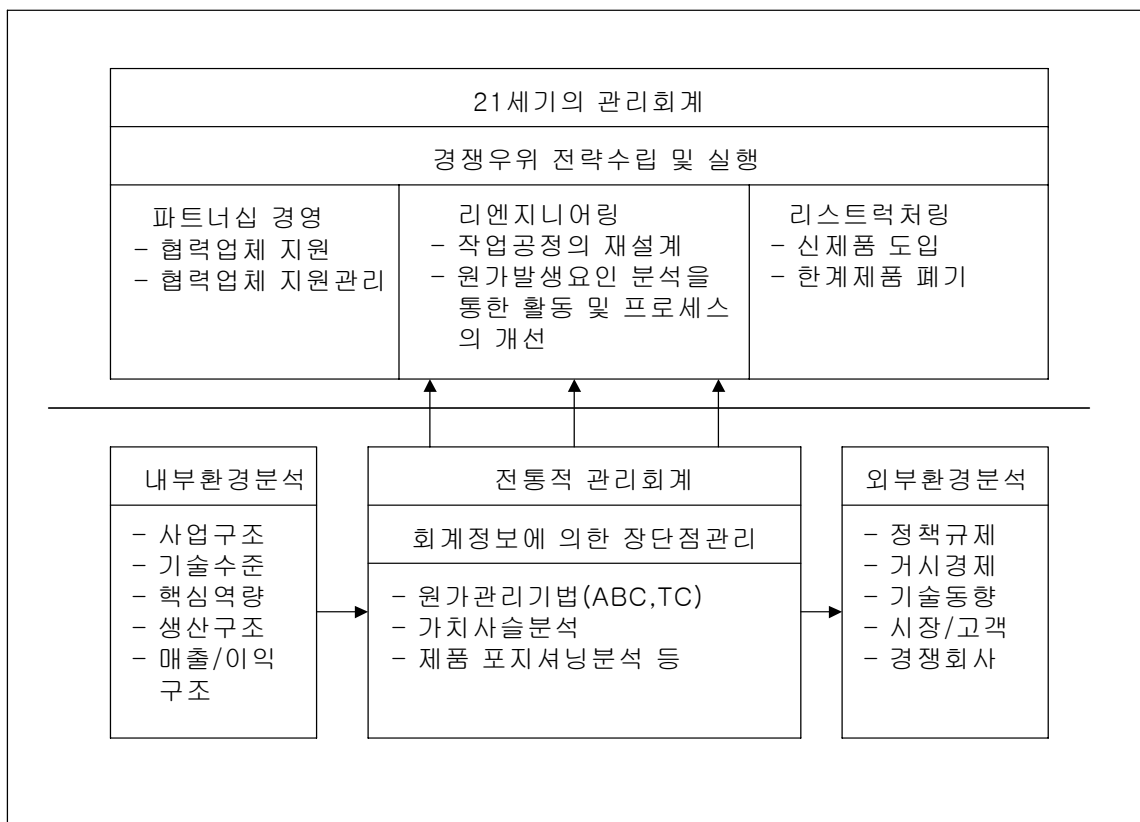 21세기의 관리회계
경쟁우위 전략수립 및 실행
파트너십 경영
– 협력업체 지원
– 협력업체 지원관리
리엔지니어링
– 작업공정의 재설계
– 원가발생요인 분석을
통한 활동 및 프로세스
의 개선
리스트럭처링
– 신제품 도입
– 한계제품 폐기
내부환경분석
– 사업구조
– 기술수준
– 핵심역량
– 생산구조
– 매출/이익
구조
전통적 관리회계
회계정보에 의한 장단점관리
– 원가관리기법(ABC,TC)
– 가치사슬분석
– 제품 포지셔닝분석 등
외부환경분석
– 정책규제
– 거시경제
– 기술동향
– 시장/고객
– 경쟁회사